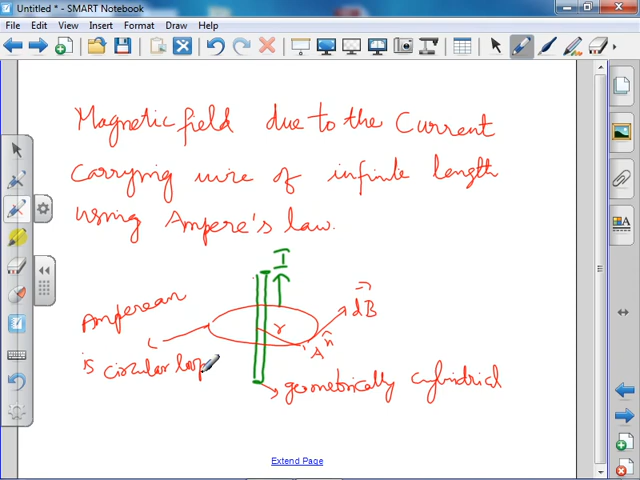 Untitled * - SMART Notebook
File Edit View Insert Format Tools Draw Help
Magnetic field due to the Current
carrying wire of infinite length
using Ampere's law.
I
dB
Amperean
r
n
A
is circular loop
geometrically cylindrical
Extend Page